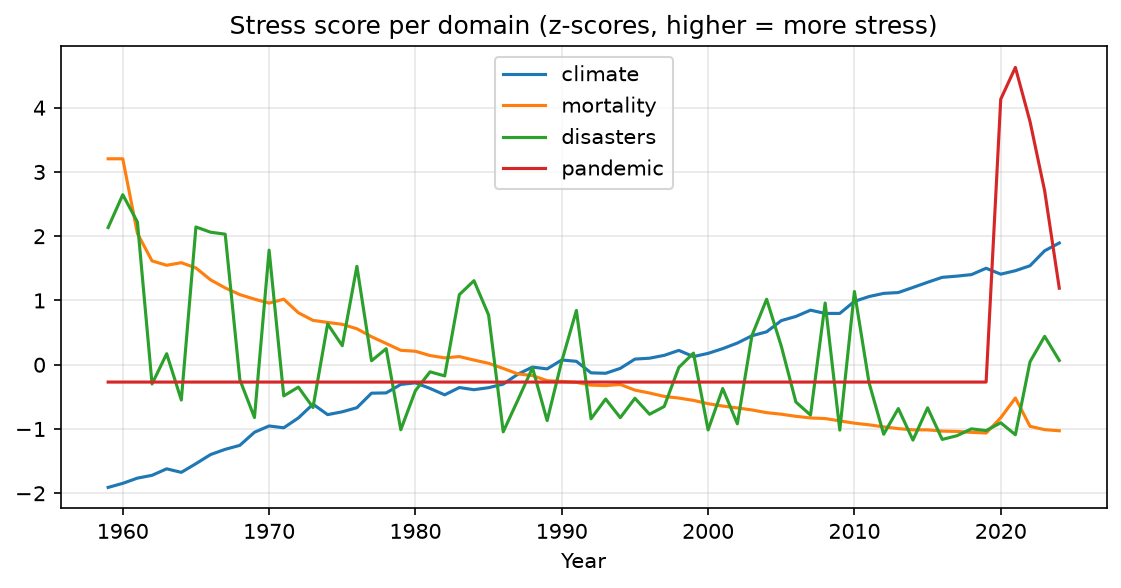 Stress score per domain (z-scores, higher = more stress)
climate
mortality
disasters
pandemic
4
3
2
1
0
−1
−2
1960 1970 1980 1990 2000 2010 2020
Year